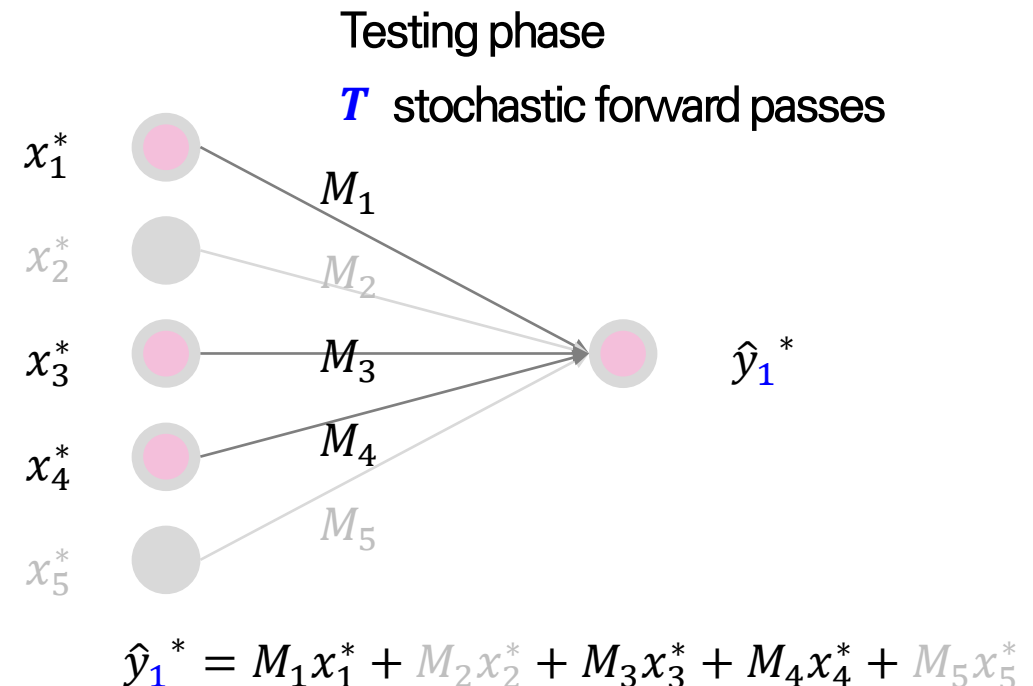 Testing phase
T stochastic forward passes
x₁*
M₁
x₂*
M₂
x₃*
M₃
ŷ₁*
x₄*
M₄
x₅*
M₅
ŷ₁* = M₁x₁* + M₂x₂* + M₃x₃* + M₄x₄* + M₅x₅*